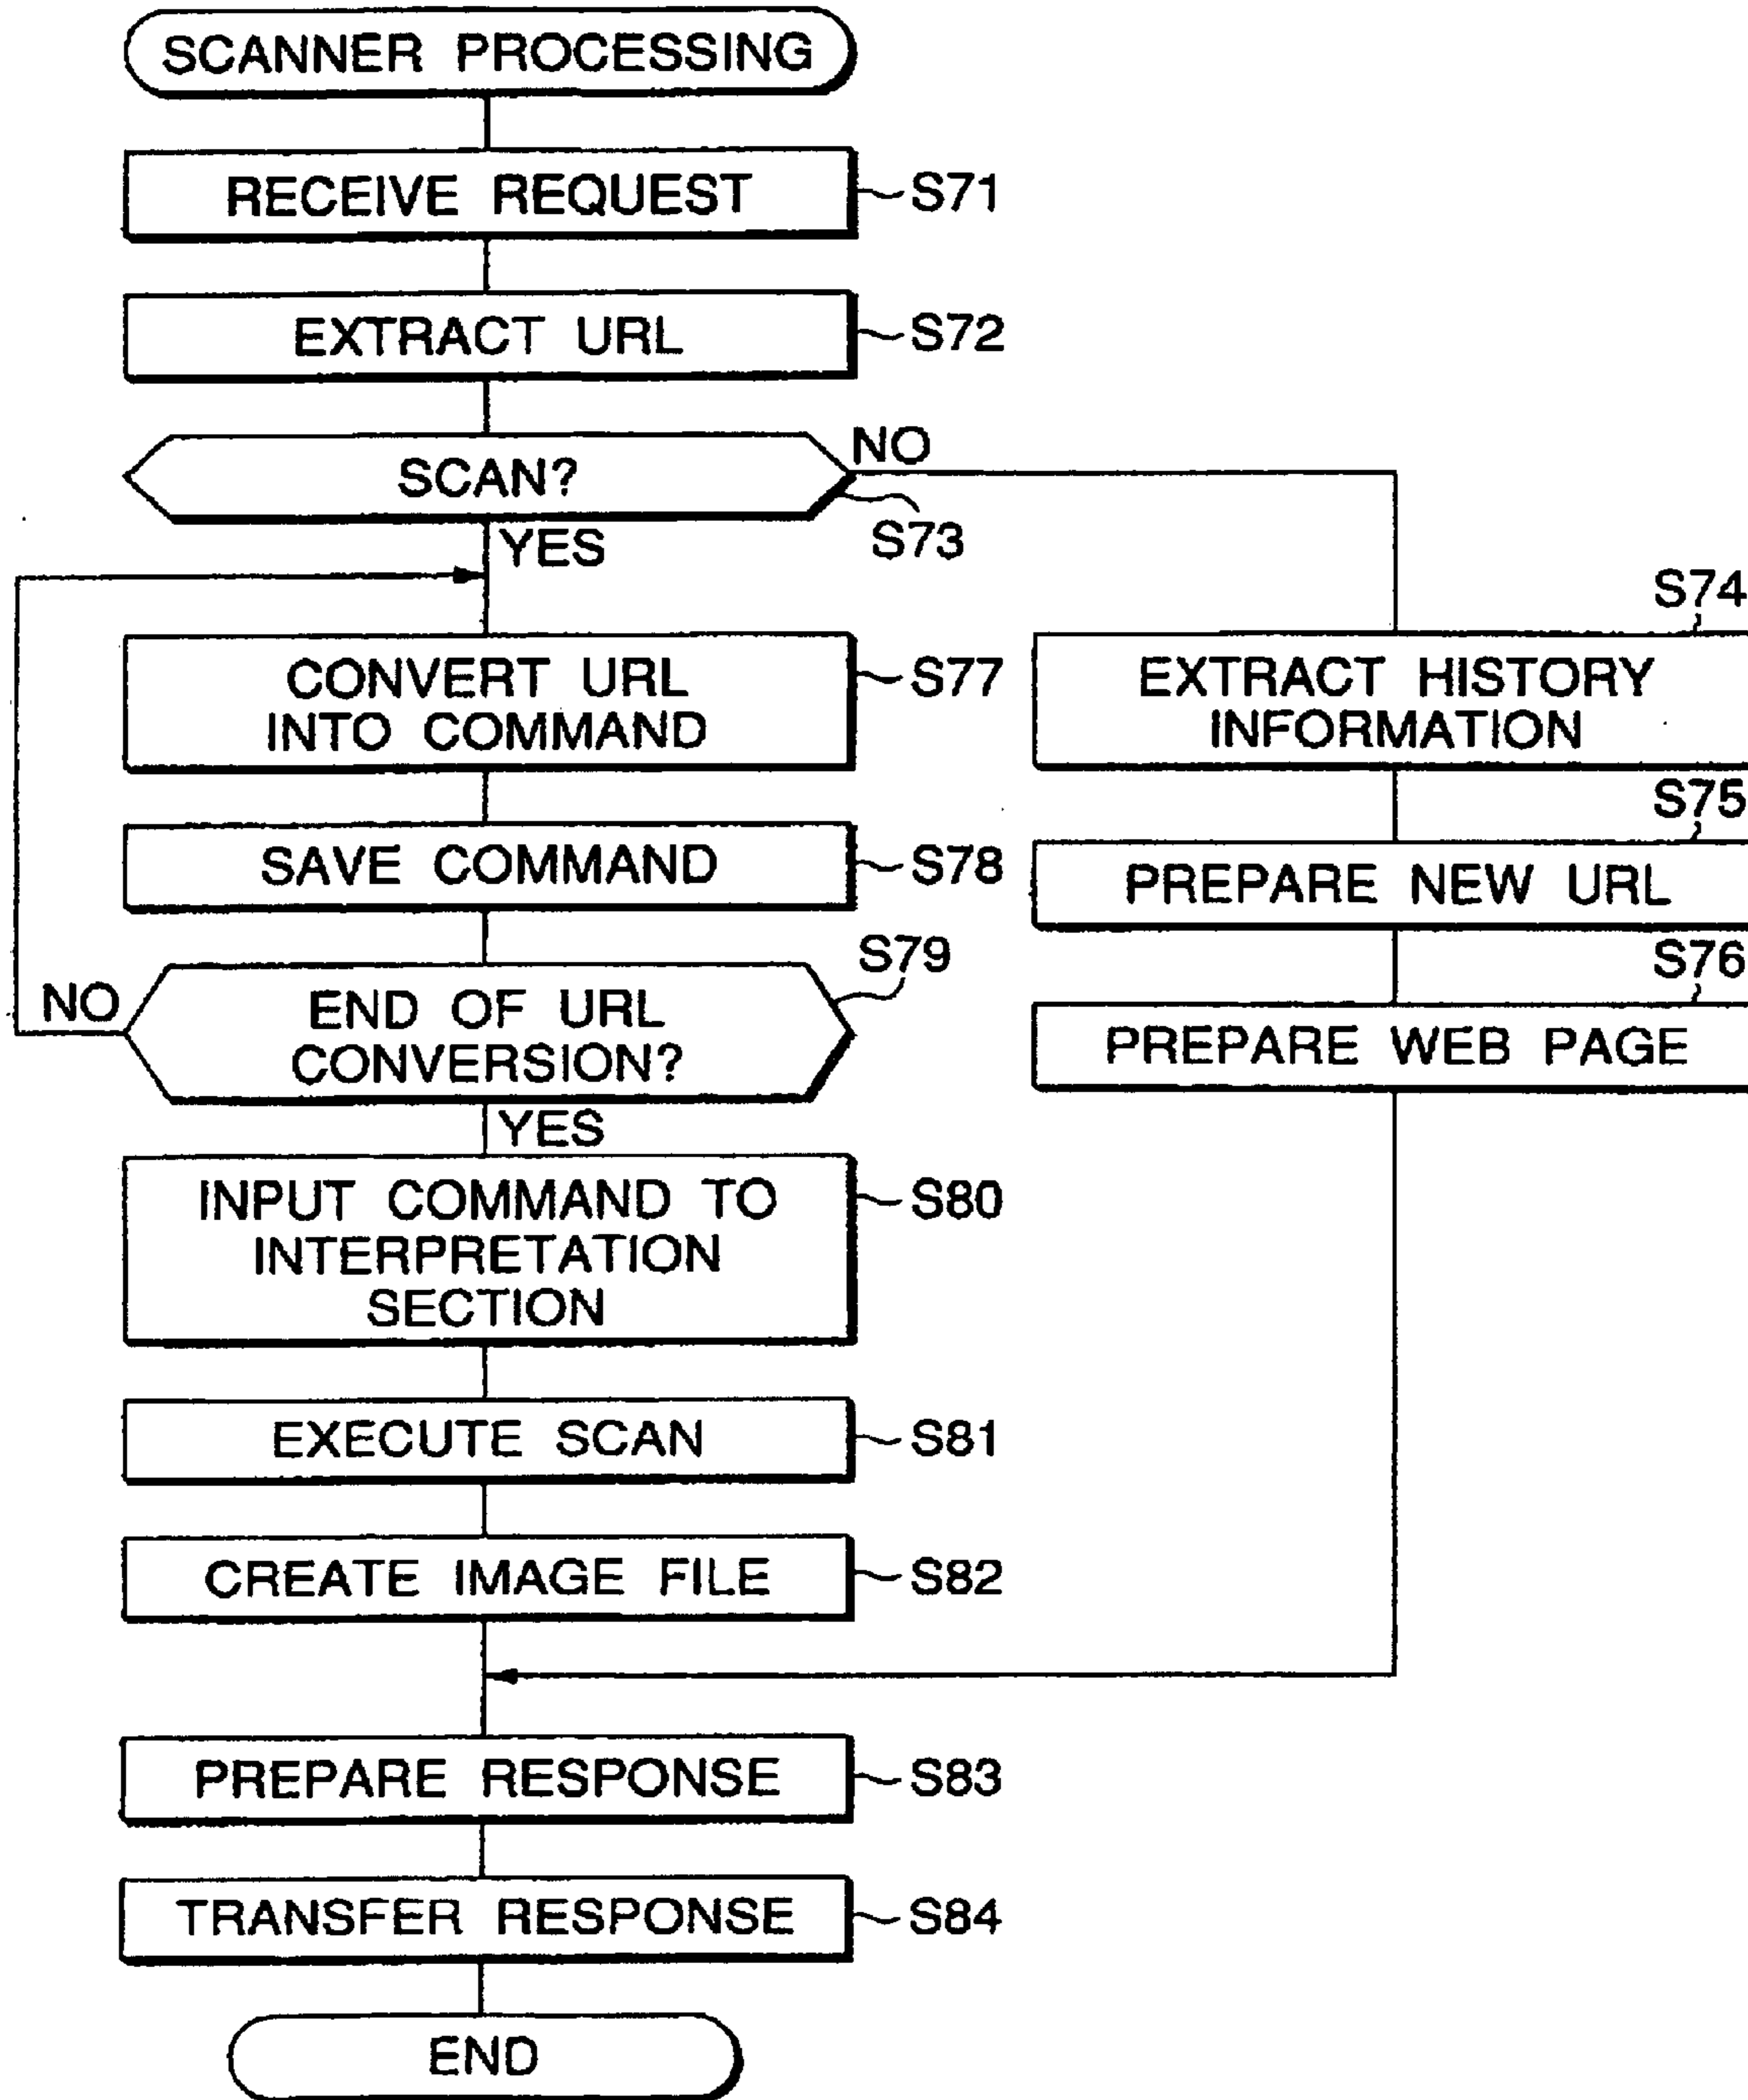 SCANNER PROCESSING
RECEIVE REQUEST
S71
EXTRACT URL
S72
SCAN?
NO
S73
YES
S74
EXTRACT HISTORY
INFORMATION
S75
PREPARE NEW URL
S76
PREPARE WEB PAGE
CONVERT URL
INTO COMMAND
S77
SAVE COMMAND
S78
S79
NO
END OF URL
CONVERSION?
YES
INPUT COMMAND TO
INTERPRETATION
SECTION
S80
EXECUTE SCAN
S81
CREATE IMAGE FILE
S82
PREPARE RESPONSE
S83
TRANSFER RESPONSE
S84
END